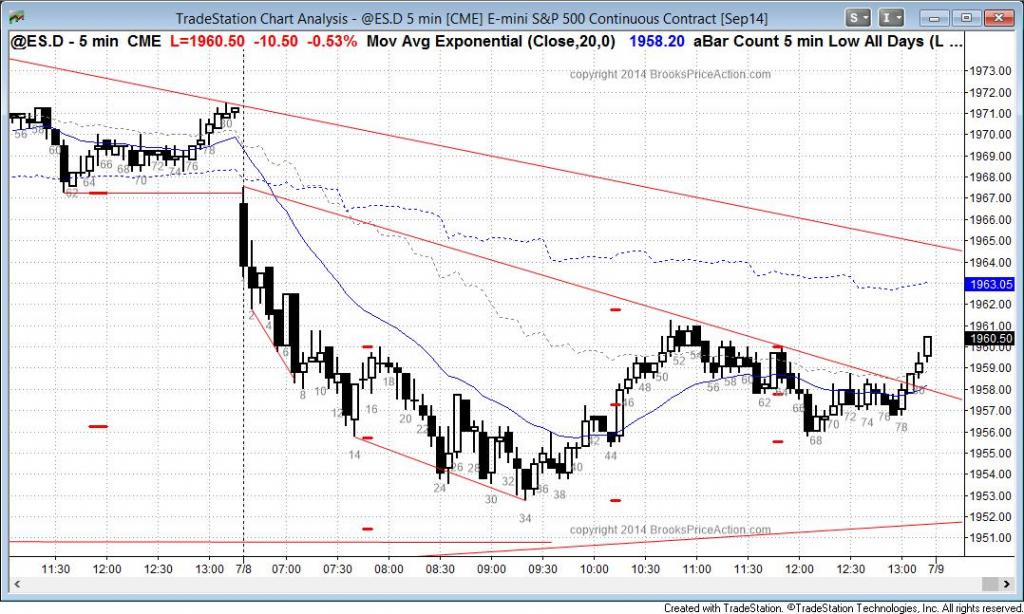 TradeStation Chart Analysis - @ES.D 5 min [CME] E-mini S&P 500 Continuous Contract [Sep14]
S I
@ES.D - 5 min CME L=1960.50 -10.50 -0.53% Mov Avg Exponential (Close,20,0) 1958.20 aBar Count 5 min Low All Days (L ...
copyright 2014 BrooksPriceAction.com
1973.00
1972.00
1971.00
1970.00
1969.00
1968.00
1967.00
1966.00
1965.00
1964.00
1963.05
1962.00
1961.00
1960.50
1960.00
1959.00
1958.00
1957.00
1956.00
1955.00
1954.00
1953.00
1952.00
1951.00
56 58 60 62 64 66 68 70 72 74 76 78 80
2 4 6 8 10 12 14 16 18 20 22 24 26 28 30 32 34 36 38 40 42 44 46 48 50 52 54 56 58 60 62 64 66 68 70 72 74 76 78 80
copyright 2014 BrooksPriceAction.com
11:30 12:00 12:30 13:00 7/8 07:00 07:30 08:00 08:30 09:00 09:30 10:00 10:30 11:00 11:30 12:00 12:30 13:00 7/9
Created with TradeStation. ©TradeStation Technologies, Inc. All rights reserved.